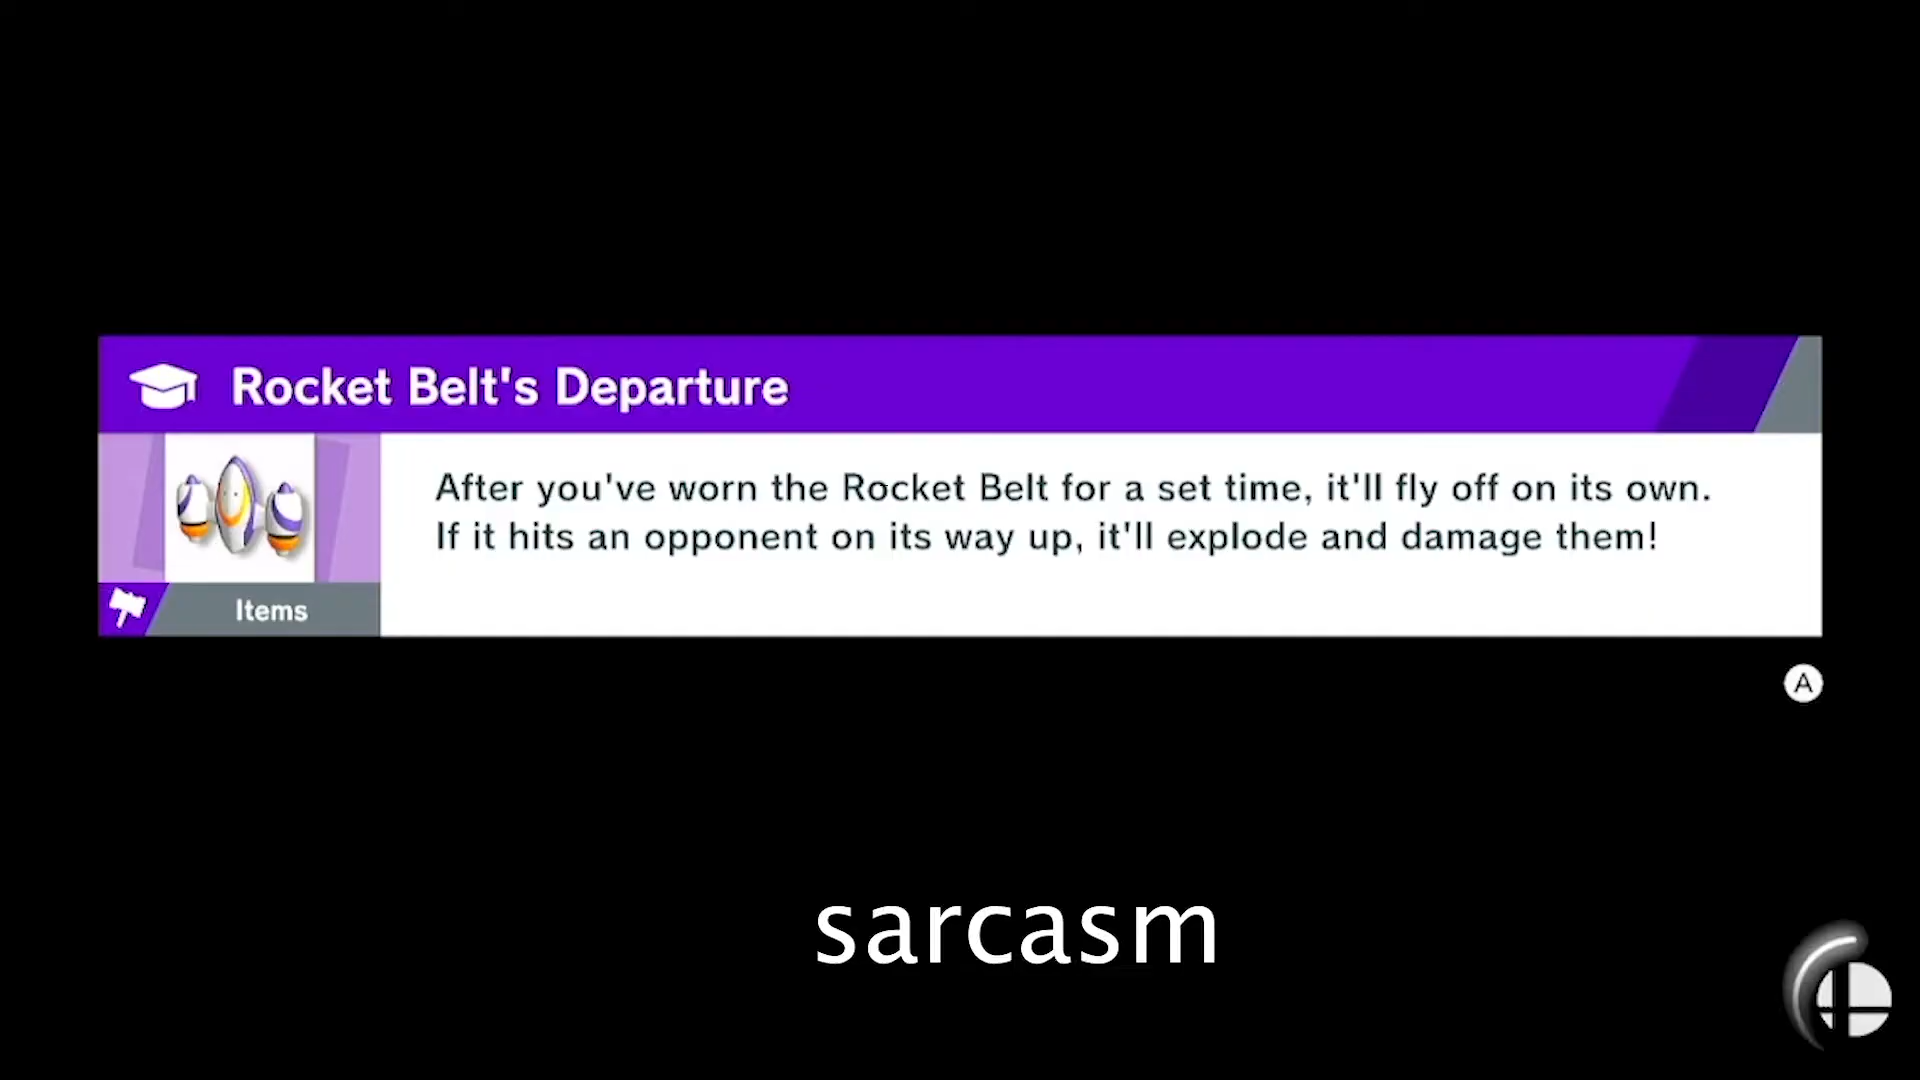 Rocket Belt's Departure
After you've worn the Rocket Belt for a set time, it'll fly off on its own.
If it hits an opponent on its way up, it'll explode and damage them!
Items
A
sarcasm